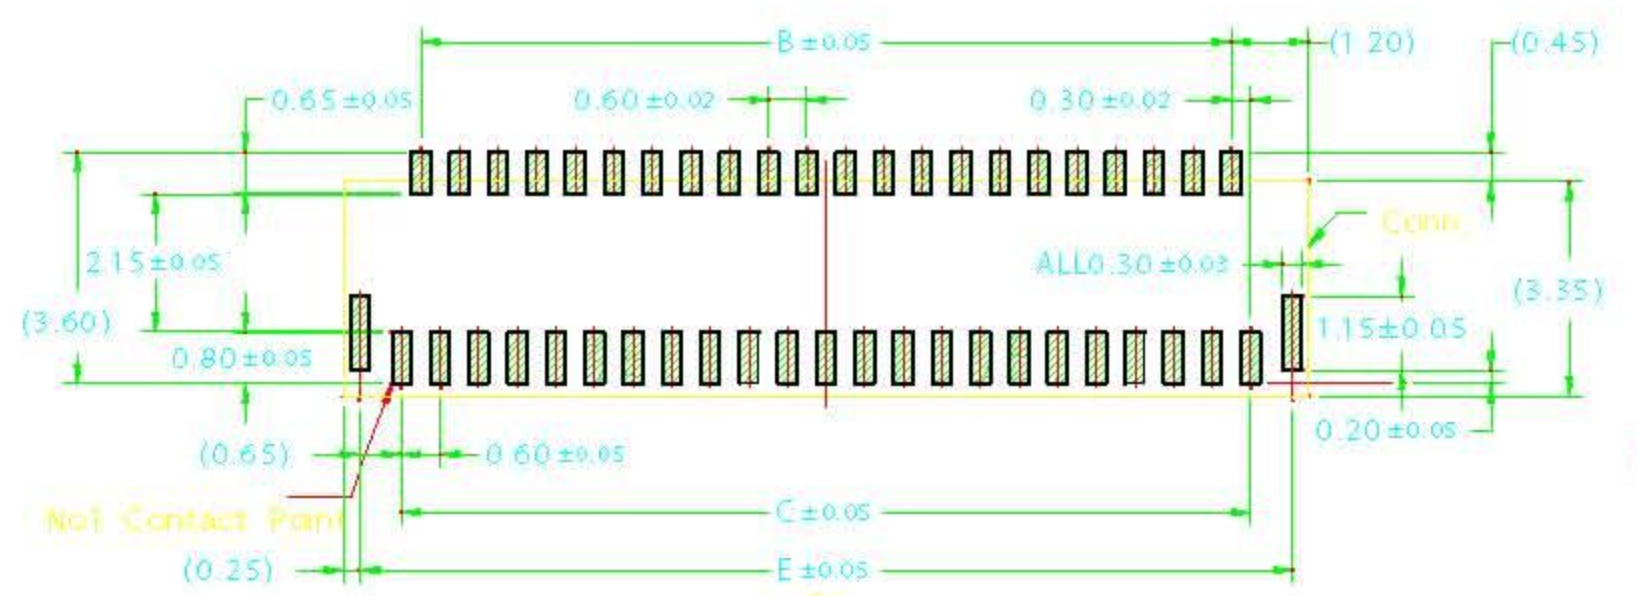 B ±0.05
(1 20)
(0.45)
0.65 ±0.05
0.60 ±0.02
0.30 ±0.02
Conn
2 15±0.05
ALL0.30 ±0.03
(3.35)
(3.60)
1.15±0.05
0.80±0.05
0.20±0.05
(0.65)
0 60 ±0.05
C ±0.05
No1 Contact Point
(0.25)
E ±0.05